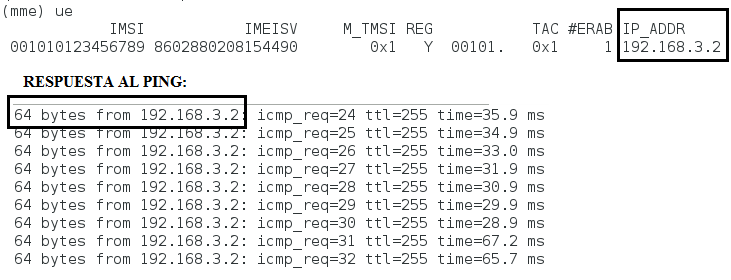 (mme) ue
IMSI IMEISV M_TMSI REG TAC #ERAB IP_ADDR
001010123456789 8602880208154490 0x1 Y 00101. 0x1 1 192.168.3.2
RESPUESTA AL PING:
64 bytes from 192.168.3.2: icmp_req=24 ttl=255 time=35.9 ms
64 bytes from 192.168.3.2: icmp_req=25 ttl=255 time=34.9 ms
64 bytes from 192.168.3.2: icmp_req=26 ttl=255 time=33.0 ms
64 bytes from 192.168.3.2: icmp_req=27 ttl=255 time=31.9 ms
64 bytes from 192.168.3.2: icmp_req=28 ttl=255 time=30.9 ms
64 bytes from 192.168.3.2: icmp_req=29 ttl=255 time=29.9 ms
64 bytes from 192.168.3.2: icmp_req=30 ttl=255 time=28.9 ms
64 bytes from 192.168.3.2: icmp_req=31 ttl=255 time=67.2 ms
64 bytes from 192.168.3.2: icmp_req=32 ttl=255 time=65.7 ms